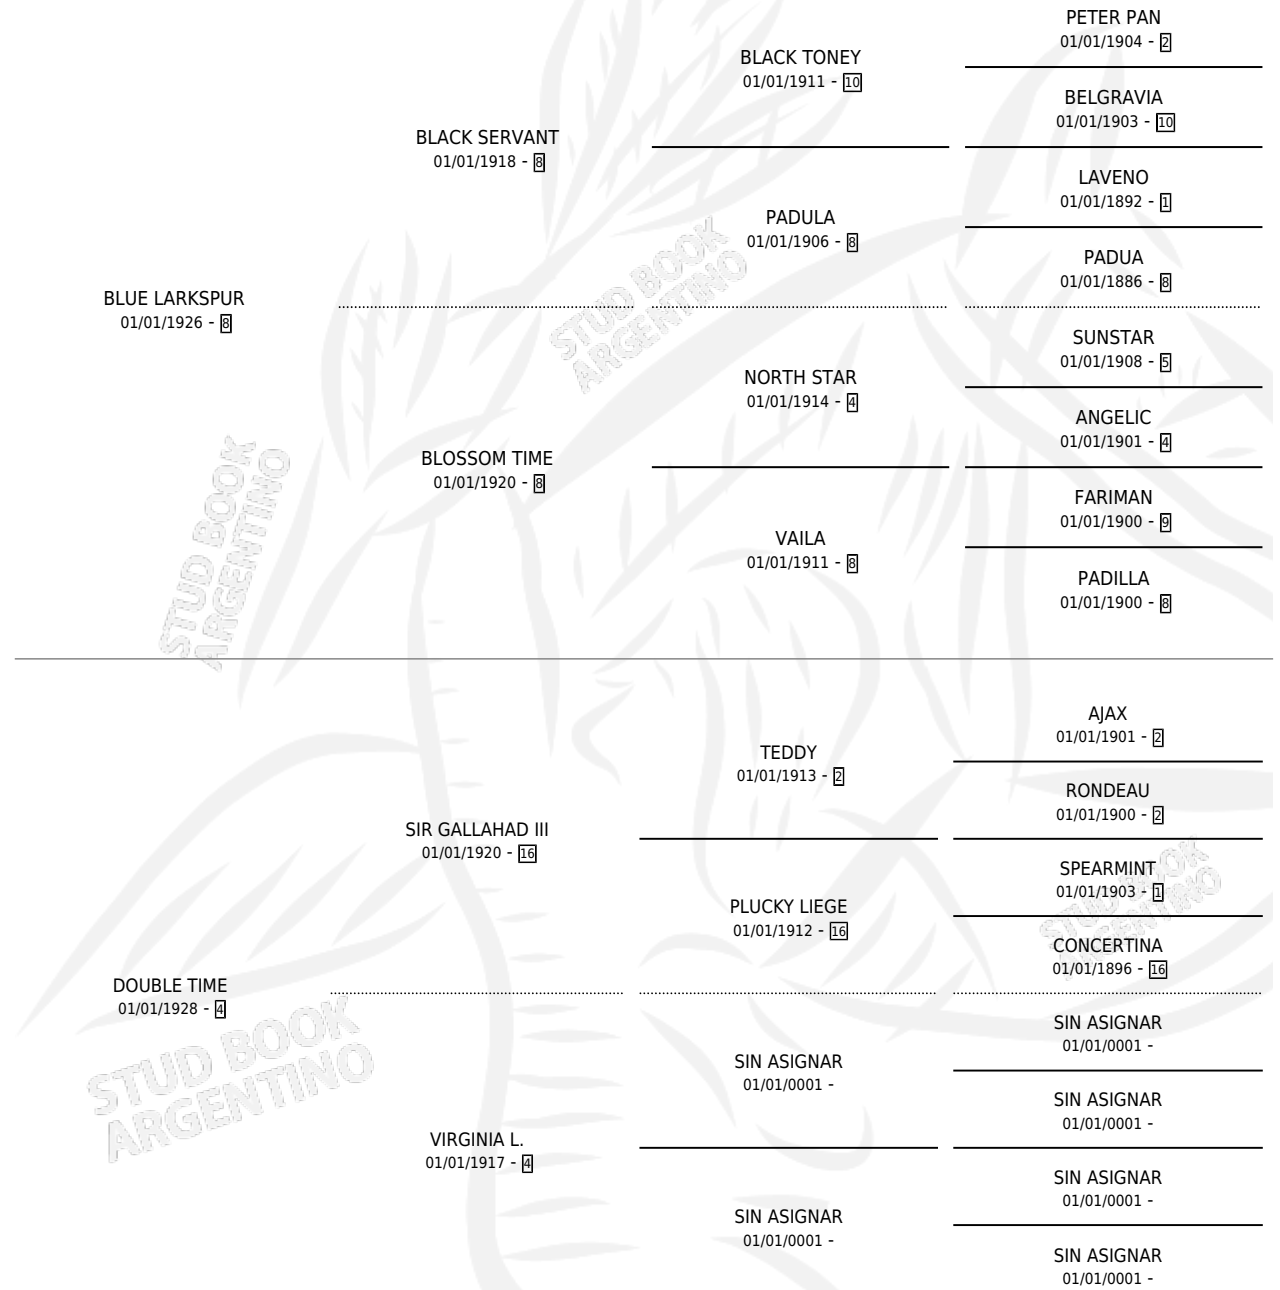 PETER PAN
01/01/1904 - 2
BLACK TONEY
01/01/1911 - 10
BELGRAVIA
01/01/1903 - 10
BLACK SERVANT
01/01/1918 - 8
LAVENO
01/01/1892 - 1
PADULA
01/01/1906 - 8
PADUA
01/01/1886 - 8
BLUE LARKSPUR
01/01/1926 - 8
SUNSTAR
01/01/1908 - 5
NORTH STAR
01/01/1914 - 4
ANGELIC
01/01/1901 - 4
BLOSSOM TIME
01/01/1920 - 8
FARIMAN
01/01/1900 - 9
VAILA
01/01/1911 - 8
PADILLA
01/01/1900 - 8
STUD BOOK
ARGENTINO
STUD BOOK
ARGENTINO
AJAX
01/01/1901 - 2
TEDDY
01/01/1913 - 2
RONDEAU
01/01/1900 - 2
SIR GALLAHAD III
01/01/1920 - 16
SPEARMINT
01/01/1903 - 1
PLUCKY LIEGE
01/01/1912 - 16
CONCERTINA
01/01/1896 - 16
STUD BOOK
ARGENTINO
DOUBLE TIME
01/01/1928 - 4
SIN ASIGNAR
01/01/0001 -
SIN ASIGNAR
01/01/0001 -
SIN ASIGNAR
01/01/0001 -
VIRGINIA L.
01/01/1917 - 4
SIN ASIGNAR
01/01/0001 -
SIN ASIGNAR
01/01/0001 -
SIN ASIGNAR
01/01/0001 -
STUD BOOK
ARGENTINO